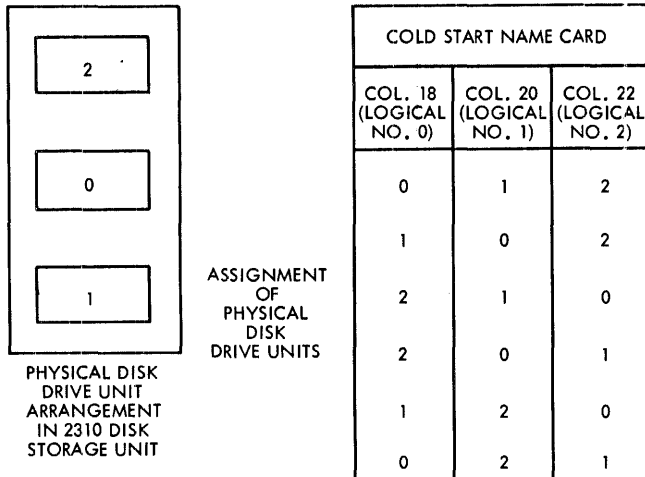 2
0
1
PHYSICAL DISK
DRIVE UNIT
ARRANGEMENT
IN 2310 DISK
STORAGE UNIT
ASSIGNMENT
OF
PHYSICAL
DISK
DRIVE UNITS
COLD START NAME CARD
COL. 18 COL. 20 COL. 22
(LOGICAL (LOGICAL (LOGICAL
NO. 0) NO. 1) NO. 2)
0 1 2
1 0 2
2 1 0
2 0 1
1 2 0
0 2 1